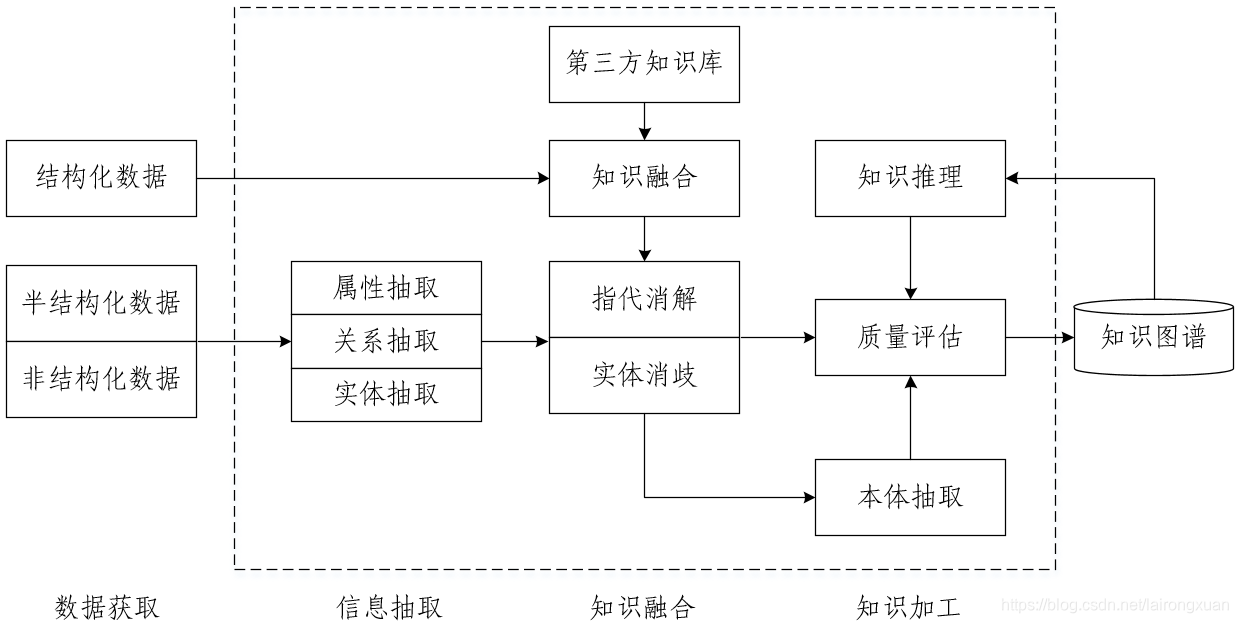 第三方知识库
结构化数据
知识融合
知识推理
半结构化数据
非结构化数据
属性抽取
关系抽取
实体抽取
指代消解
实体消歧
质量评估
知识图谱
本体抽取
数据获取
信息抽取
知识融合
知识加工
https://blog.csdn.net/lairongxuan